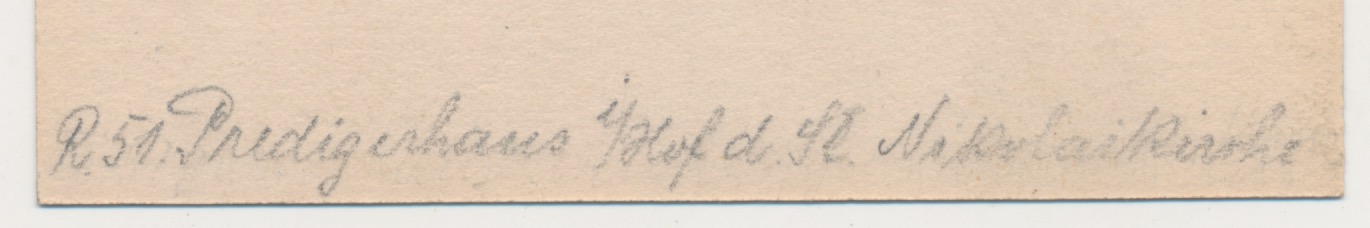 R 51. Predigerhaus i/Hof d. St. Nikolaikirche